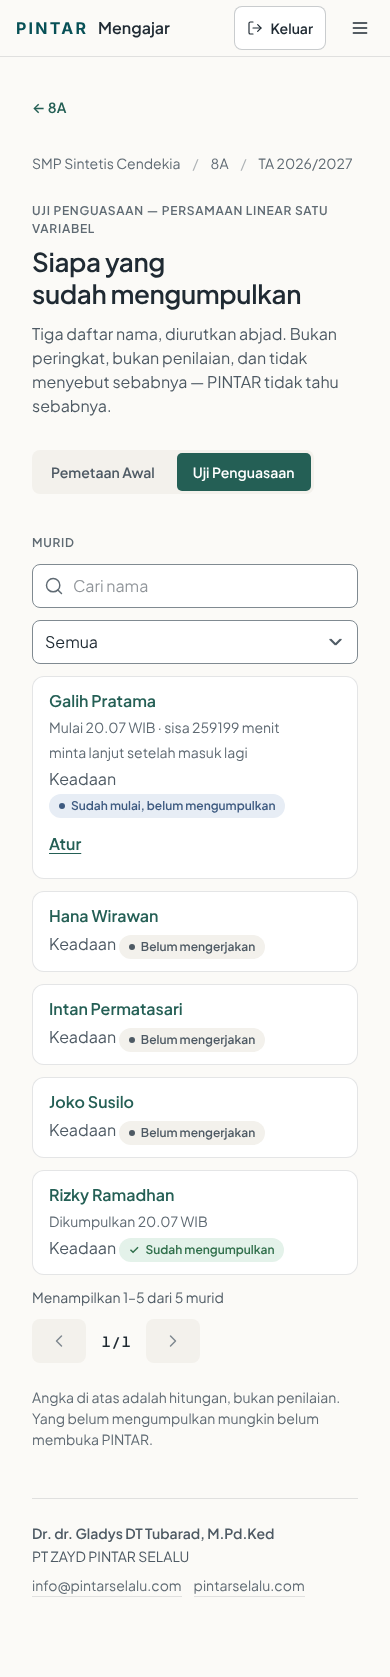 PINTAR Mengajar
Keluar
← 8A
SMP Sintetis Cendekia / 8A / TA 2026/2027
UJI PENGUASAAN — PERSAMAAN LINEAR SATU
VARIABEL
Siapa yang
sudah mengumpulkan
Tiga daftar nama, diurutkan abjad. Bukan
peringkat, bukan penilaian, dan tidak
menyebut sebabnya — PINTAR tidak tahu
sebabnya.
Pemetaan Awal
Uji Penguasaan
MURID
Cari nama
Semua
Galih Pratama
Mulai 20.07 WIB · sisa 259199 menit
minta lanjut setelah masuk lagi
Keadaan
Sudah mulai, belum mengumpulkan
Atur
Hana Wirawan
Keadaan Belum mengerjakan
Intan Permatasari
Keadaan Belum mengerjakan
Joko Susilo
Keadaan Belum mengerjakan
Rizky Ramadhan
Dikumpulkan 20.07 WIB
Keadaan Sudah mengumpulkan
Menampilkan 1–5 dari 5 murid
1/1
Angka di atas adalah hitungan, bukan penilaian.
Yang belum mengumpulkan mungkin belum
membuka PINTAR.
Dr. dr. Gladys DT Tubarad, M.Pd.Ked
PT ZAYD PINTAR SELALU
info@pintarselalu.com pintarselalu.com